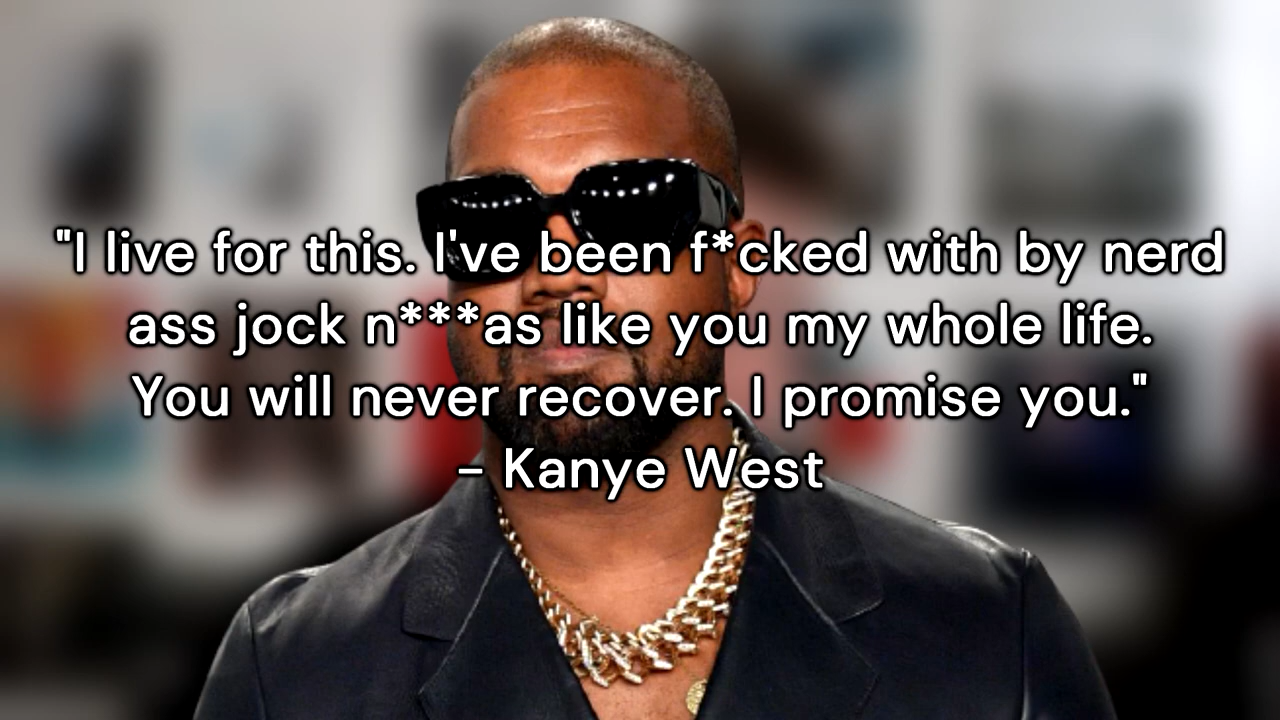 "I live for this. I've been f*cked with by nerd
ass jock n***as like you my whole life.
You will never recover. I promise you."
- Kanye West